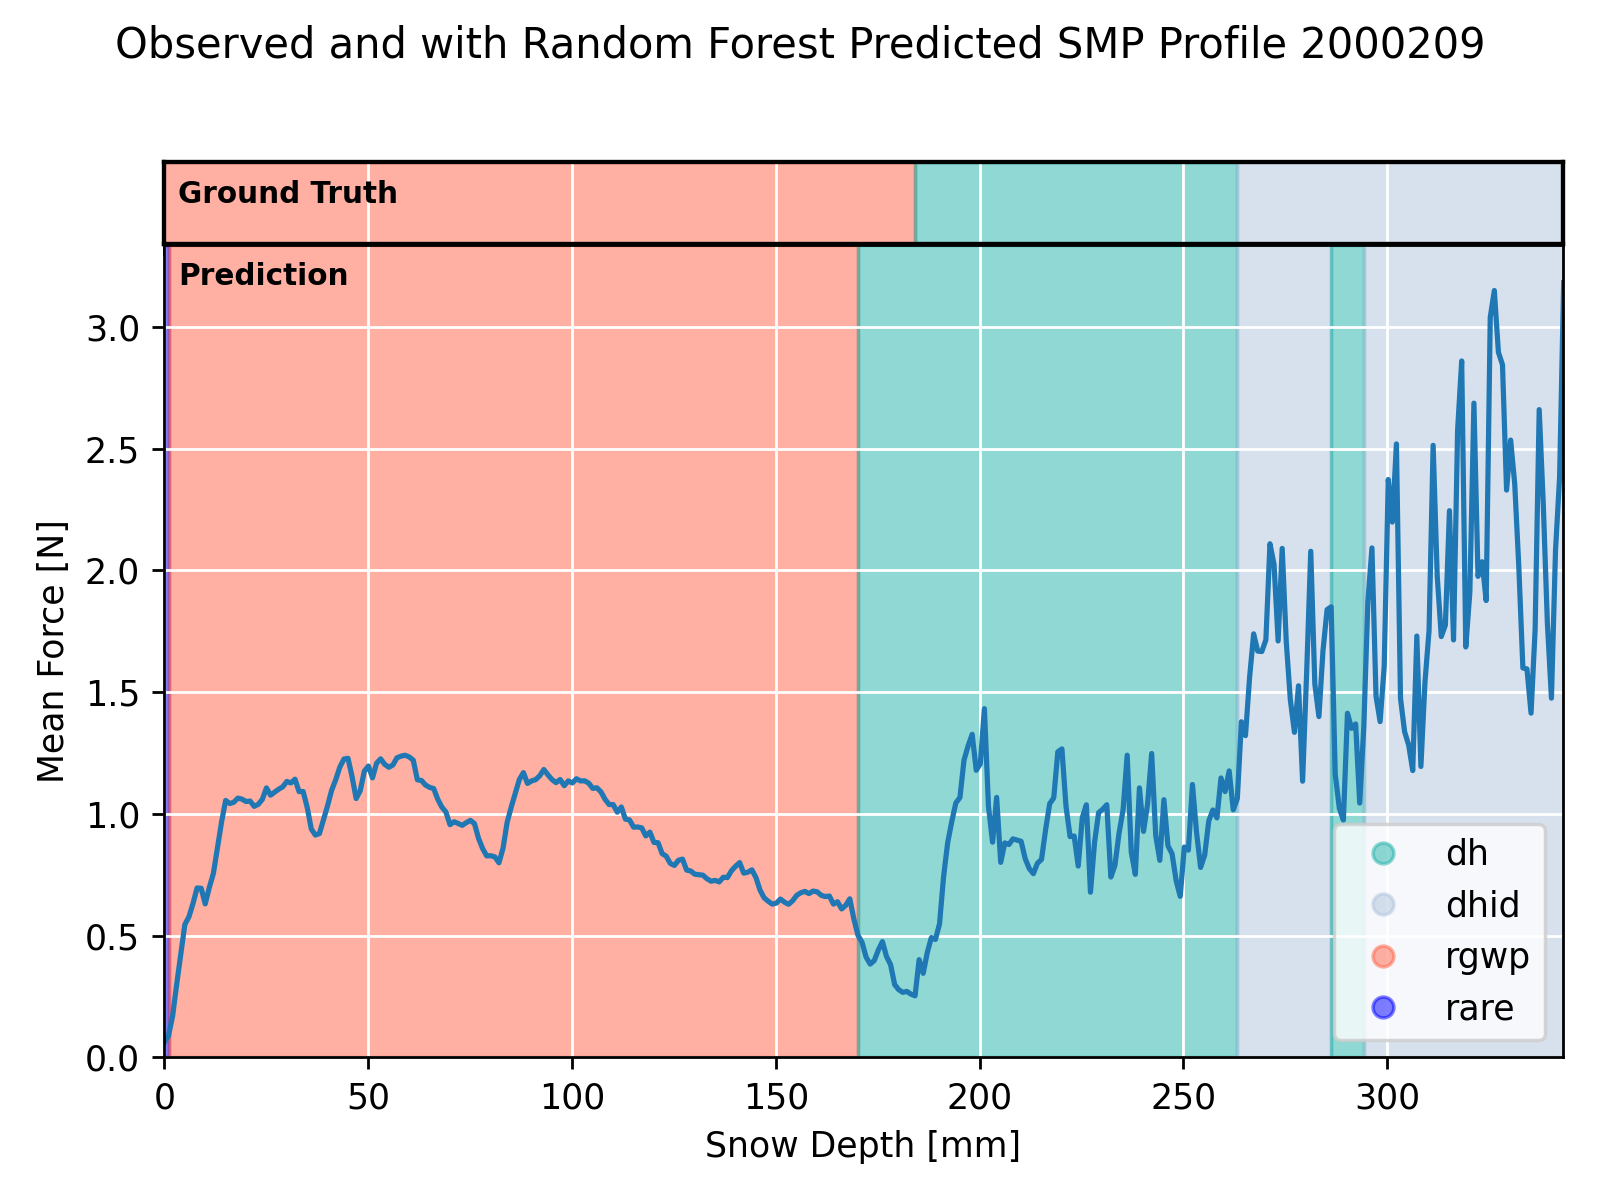 Observed and with Random Forest Predicted SMP Profile 2000209
Ground Truth
Prediction
3.0
2.5
2.0
1.5
1.0
0.5
0.0
Mean Force [N]
dh
dhid
rgwp
rare
0 50 100 150 200 250 300
Snow Depth [mm]